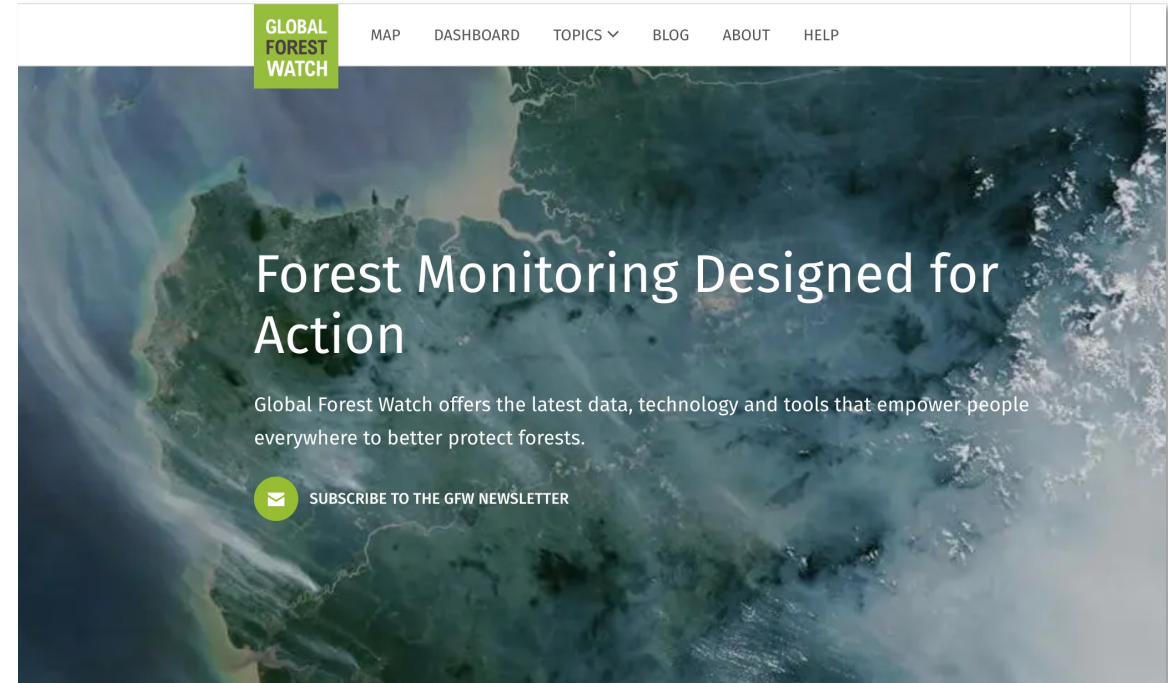 GLOBAL
FOREST
WATCH
MAP DASHBOARD TOPICS BLOG ABOUT HELP
Forest Monitoring Designed for
Action
Global Forest Watch offers the latest data, technology and tools that empower people
everywhere to better protect forests.
SUBSCRIBE TO THE GFW NEWSLETTER